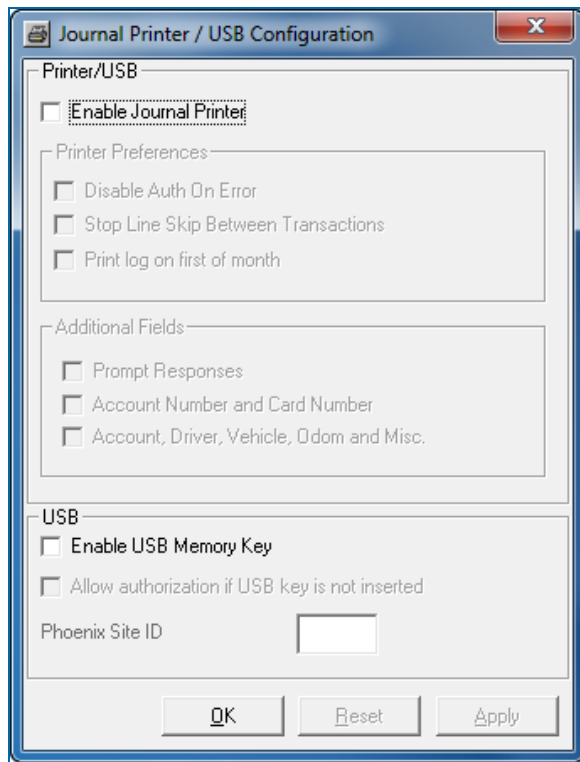 Journal Printer / USB Configuration
Printer/USB
Enable Journal Printer
Printer Preferences
Disable Auth On Error
Stop Line Skip Between Transactions
Print log on first of month
Additional Fields
Prompt Responses
Account Number and Card Number
Account, Driver, Vehicle, Odom and Misc.
USB
Enable USB Memory Key
Allow authorization if USB key is not inserted
Phoenix Site ID
OK Reset Apply